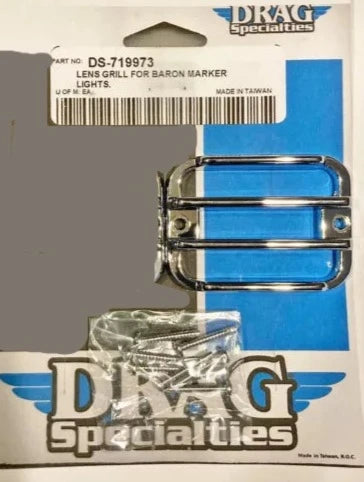 DRAG
Specialties
PART NO: DS-719973
LENS GRILL FOR BARON MARKER
LIGHTS.
U OF M: EA. MADE IN TAIWAN
DRAG
Specialties
Made in Taiwan, R.O.C.